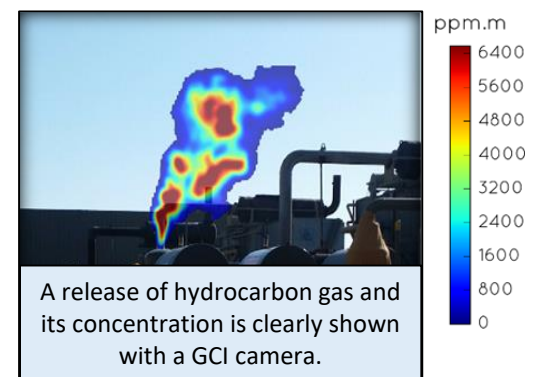 ppm.m
6400
5600
4800
4000
3200
2400
1600
800
0
A release of hydrocarbon gas and
its concentration is clearly shown
with a GCI camera.